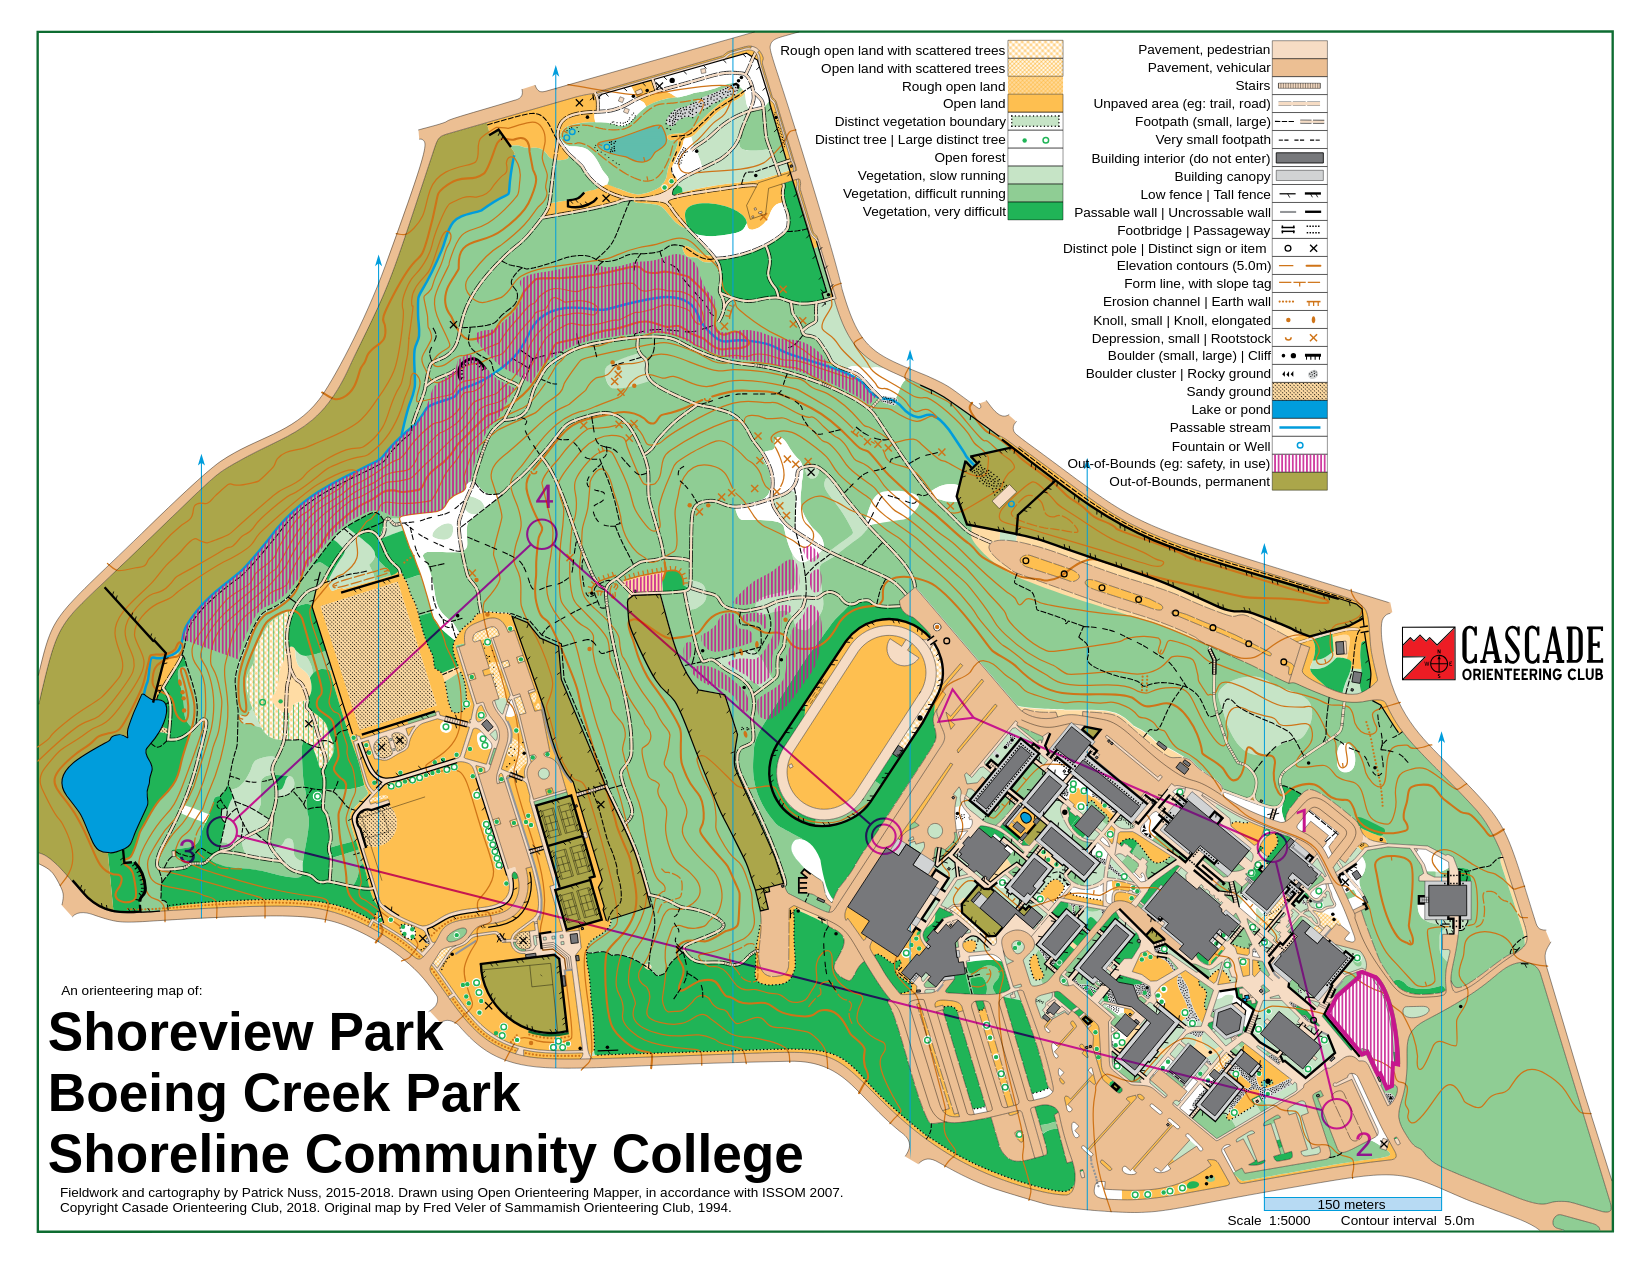 Rough open land with scattered trees
Open land with scattered trees
Rough open land
Open land
Distinct vegetation boundary
Distinct tree | Large distinct tree
Open forest
Vegetation, slow running
Vegetation, difficult running
Vegetation, very difficult
Pavement, pedestrian
Pavement, vehicular
Stairs
Unpaved area (eg: trail, road)
Footpath (small, large)
Very small footpath
Building interior (do not enter)
Building canopy
Low fence | Tall fence
Passable wall | Uncrossable wall
Footbridge | Passageway
Distinct pole | Distinct sign or item
Elevation contours (5.0m)
Form line, with slope tag
Erosion channel | Earth wall
Knoll, small | Knoll, elongated
Depression, small | Rootstock
Boulder (small, large) | Cliff
Boulder cluster | Rocky ground
Sandy ground
Lake or pond
Passable stream
Fountain or Well
Out-of-Bounds (eg: safety, in use)
Out-of-Bounds, permanent
4
N
W E
S
CASCADE
ORIENTEERING CLUB
1
3
2
An orienteering map of:
Shoreview Park
Boeing Creek Park
Shoreline Community College
Fieldwork and cartography by Patrick Nuss, 2015-2018. Drawn using Open Orienteering Mapper, in accordance with ISSOM 2007.
Copyright Casade Orienteering Club, 2018. Original map by Fred Veler of Sammamish Orienteering Club, 1994.
150 meters
Scale 1:5000 Contour interval 5.0m